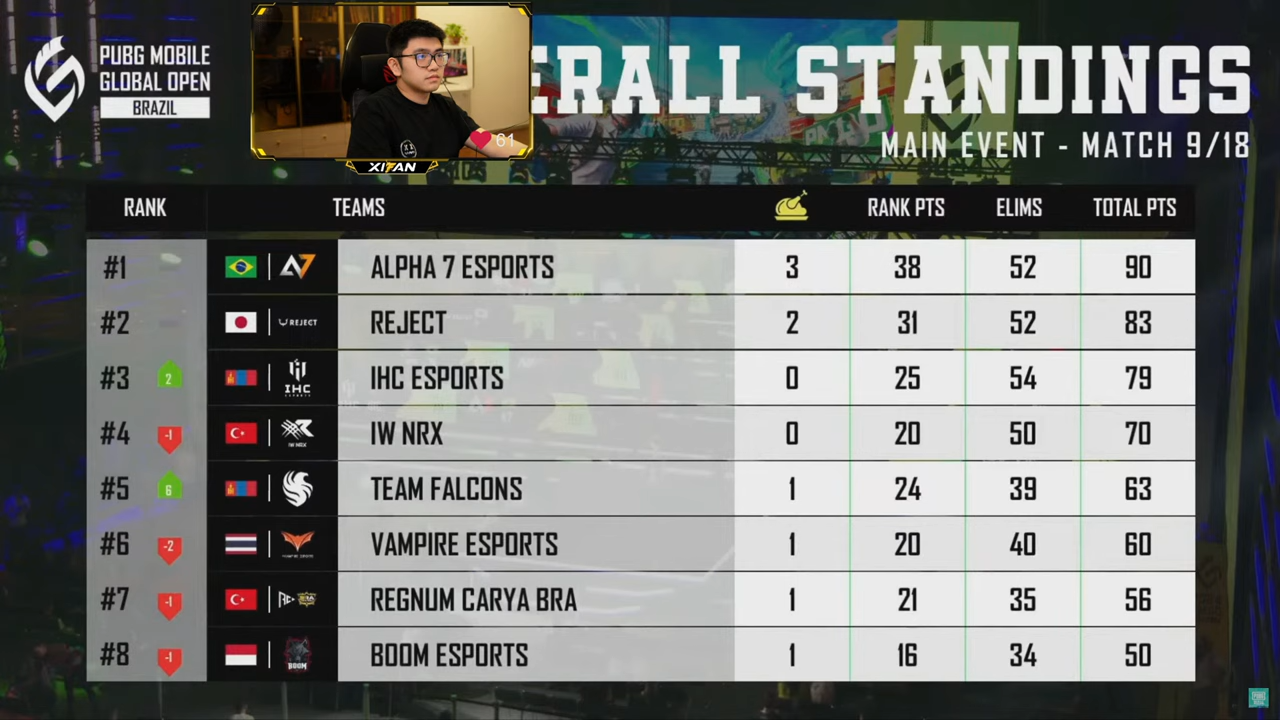 PUBG MOBILE
GLOBAL OPEN
BRAZIL
ERALL STANDINGS
MAIN EVENT - MATCH 9/18
61
XITAN
RANK TEAMS RANK PTS ELIMS TOTAL PTS
#1 ALPHA 7 ESPORTS 3 38 52 90
#2 REJECT REJECT 2 31 52 83
#3 2 IHC IHC ESPORTS 0 25 54 79
#4 -1 IW NRX IW NRX 0 20 50 70
#5 6 TEAM FALCONS 1 24 39 63
#6 -2 VAMPIRE ESPORTS 1 20 40 60
#7 -1 REGNUM CARYA BRA 1 21 35 56
#8 -1 BOOM BOOM ESPORTS 1 16 34 50